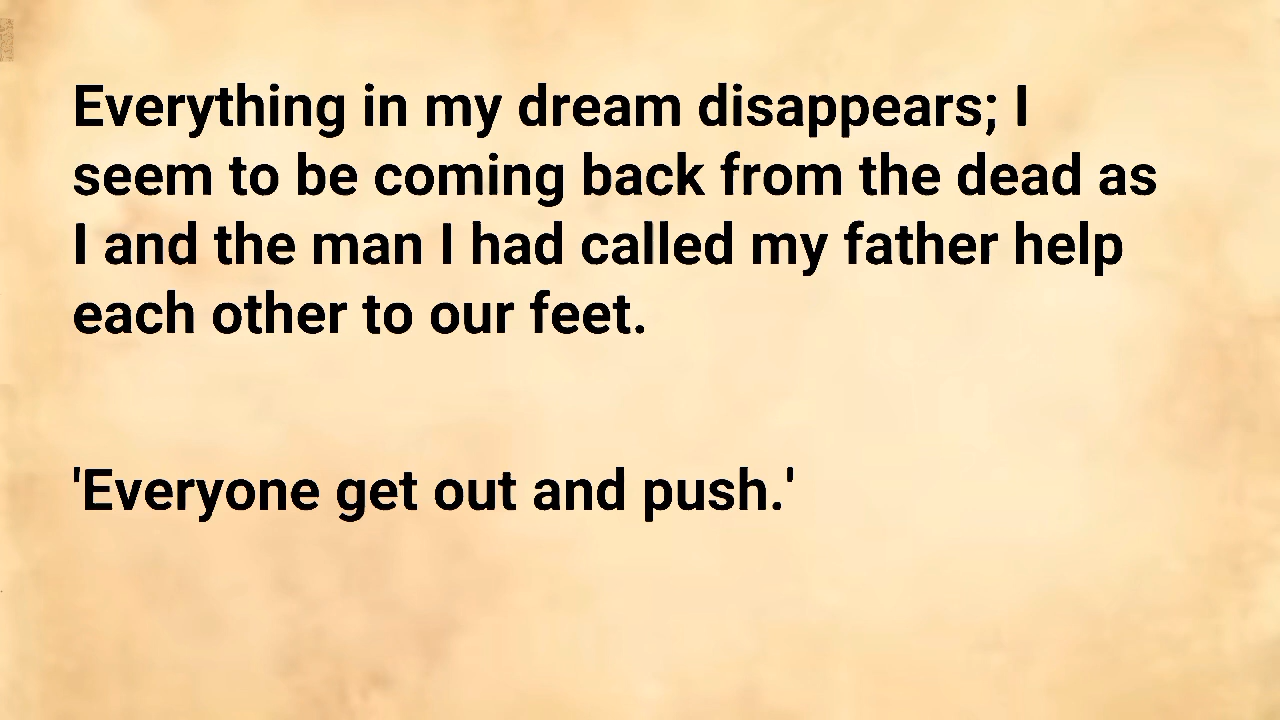 Everything in my dream disappears; I
seem to be coming back from the dead as
I and the man I had called my father help
each other to our feet.
'Everyone get out and push.'